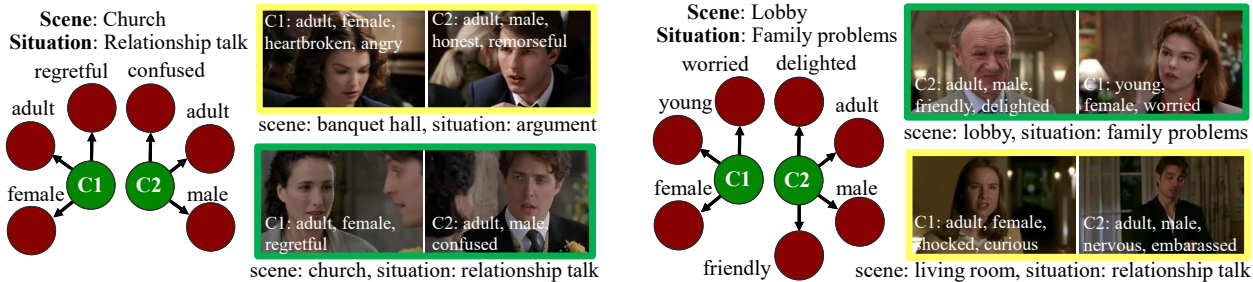 Scene: Church
Situation: Relationship talk
regretful confused
adult
adult
female
male
C1
C2
C1: adult, female,
heartbroken, angry
C2: adult, male,
honest, remorseful
scene: banquet hall, situation: argument
C1: adult, female,
regretful
C2: adult, male,
confused
scene: church, situation: relationship talk
Scene: Lobby
Situation: Family problems
worried delighted
young
adult
female
male
C1
C2
friendly
C2: adult, male,
friendly, delighted
C1: young,
female, worried
scene: lobby, situation: family problems
C1: adult, female,
shocked, curious
C2: adult, male,
nervous, embarassed
scene: living room, situation: relationship talk